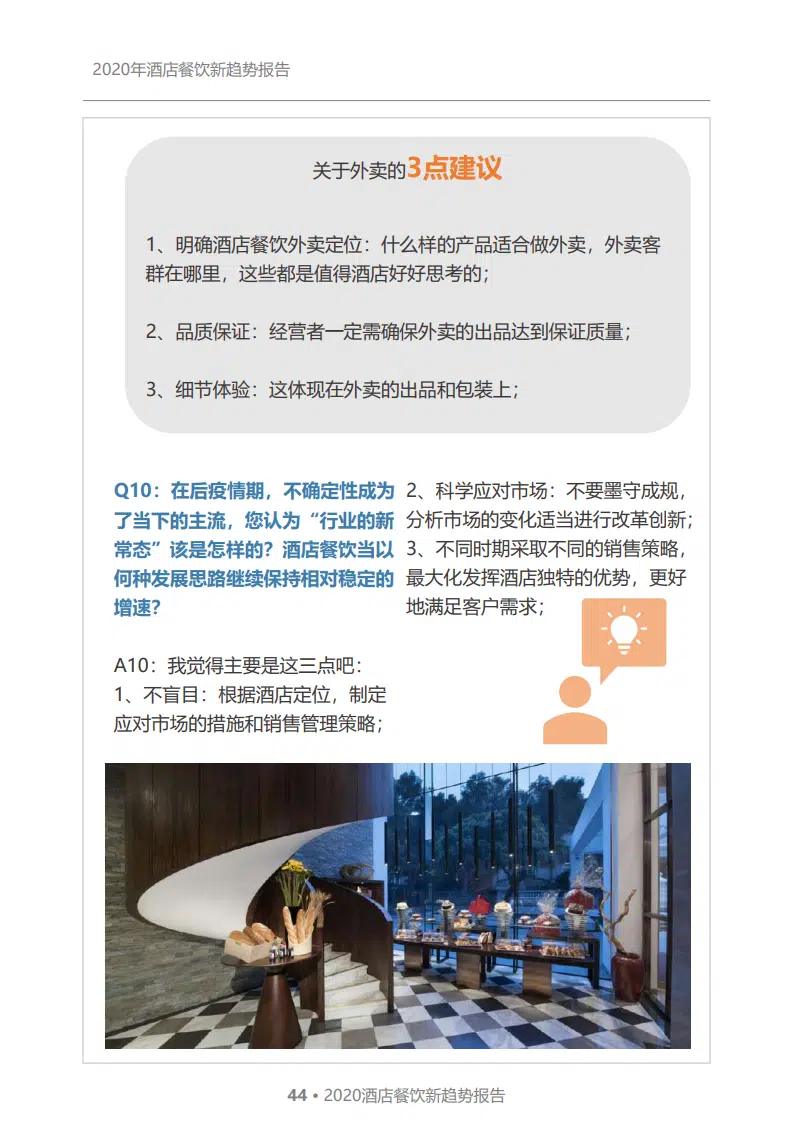 2020年酒店餐饮新趋势报告
关于外卖的3点建议
1、明确酒店餐饮外卖定位：什么样的产品适合做外卖，外卖客
群在哪里，这些都是值得酒店好好思考的；
2、品质保证：经营者一定需确保外卖的出品达到保证质量；
3、细节体验：这体现在外卖的出品和包装上；
Q10：在后疫情期，不确定性成为
了当下的主流，您认为“行业的新
常态”该是怎样的？酒店餐饮当以
何种发展思路继续保持相对稳定的
增速？
A10：我觉得主要是这三点吧：
1、不盲目：根据酒店定位，制定
应对市场的措施和销售管理策略；
2、科学应对市场：不要墨守成规，
分析市场的变化适当进行改革创新；
3、不同时期采取不同的销售策略，
最大化发挥酒店独特的优势，更好
地满足客户需求；
44 • 2020酒店餐饮新趋势报告